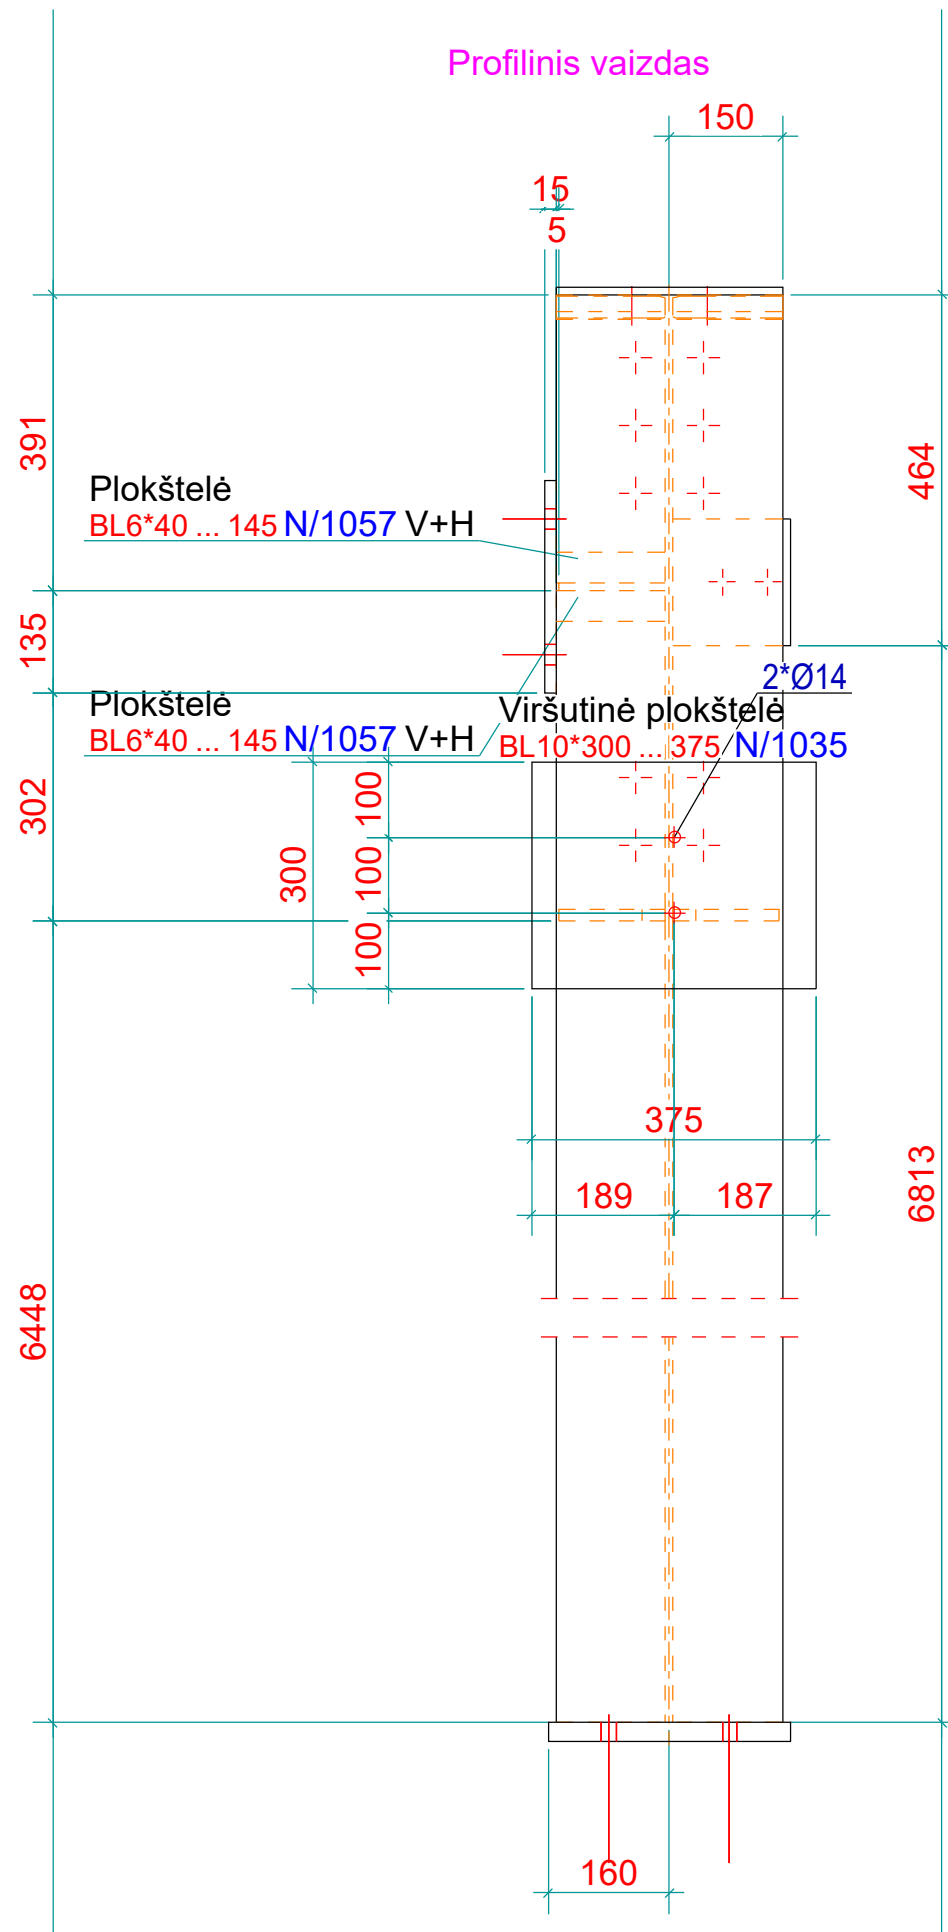 Profilinis vaizdas
150
15
5
391
464
Plokštelė
BL6*40 ... 145 N/1057 V+H
135
2*Ø14
Plokštelė
BL6*40 ... 145 N/1057 V+H
Viršutinė plokštelė
BL10*300 ... 375 N/1035
302
100
300
100
100
375
6813
189
187
6448
160